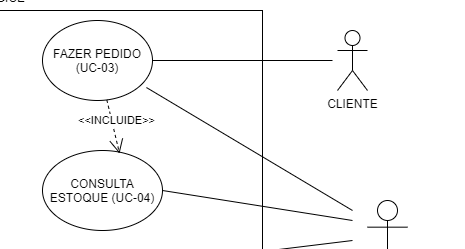 FAZER PEDIDO
(UC-03)
<<INCLUIDE>>
CLIENTE
CONSULTA
ESTOQUE (UC-04)